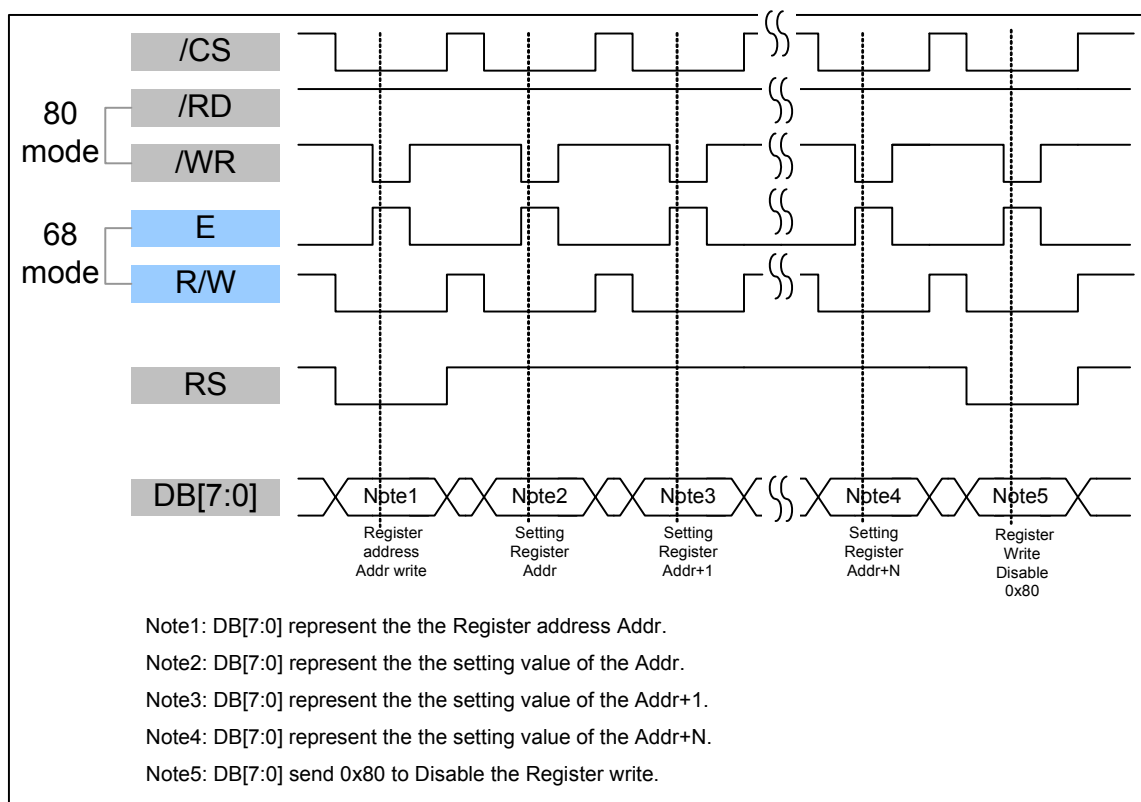 /CS
80
mode
/RD
/WR
68
mode
E
R/W
RS
DB[7:0]
Note1
Note2
Note3
Note4
Note5
Register
address
Addr write
Setting
Register
Addr
Setting
Register
Addr+1
Setting
Register
Addr+N
Register
Write
Disable
0x80
Note1: DB[7:0] represent the the Register address Addr.
Note2: DB[7:0] represent the the setting value of the Addr.
Note3: DB[7:0] represent the the setting value of the Addr+1.
Note4: DB[7:0] represent the the setting value of the Addr+N.
Note5: DB[7:0] send 0x80 to Disable the Register write.